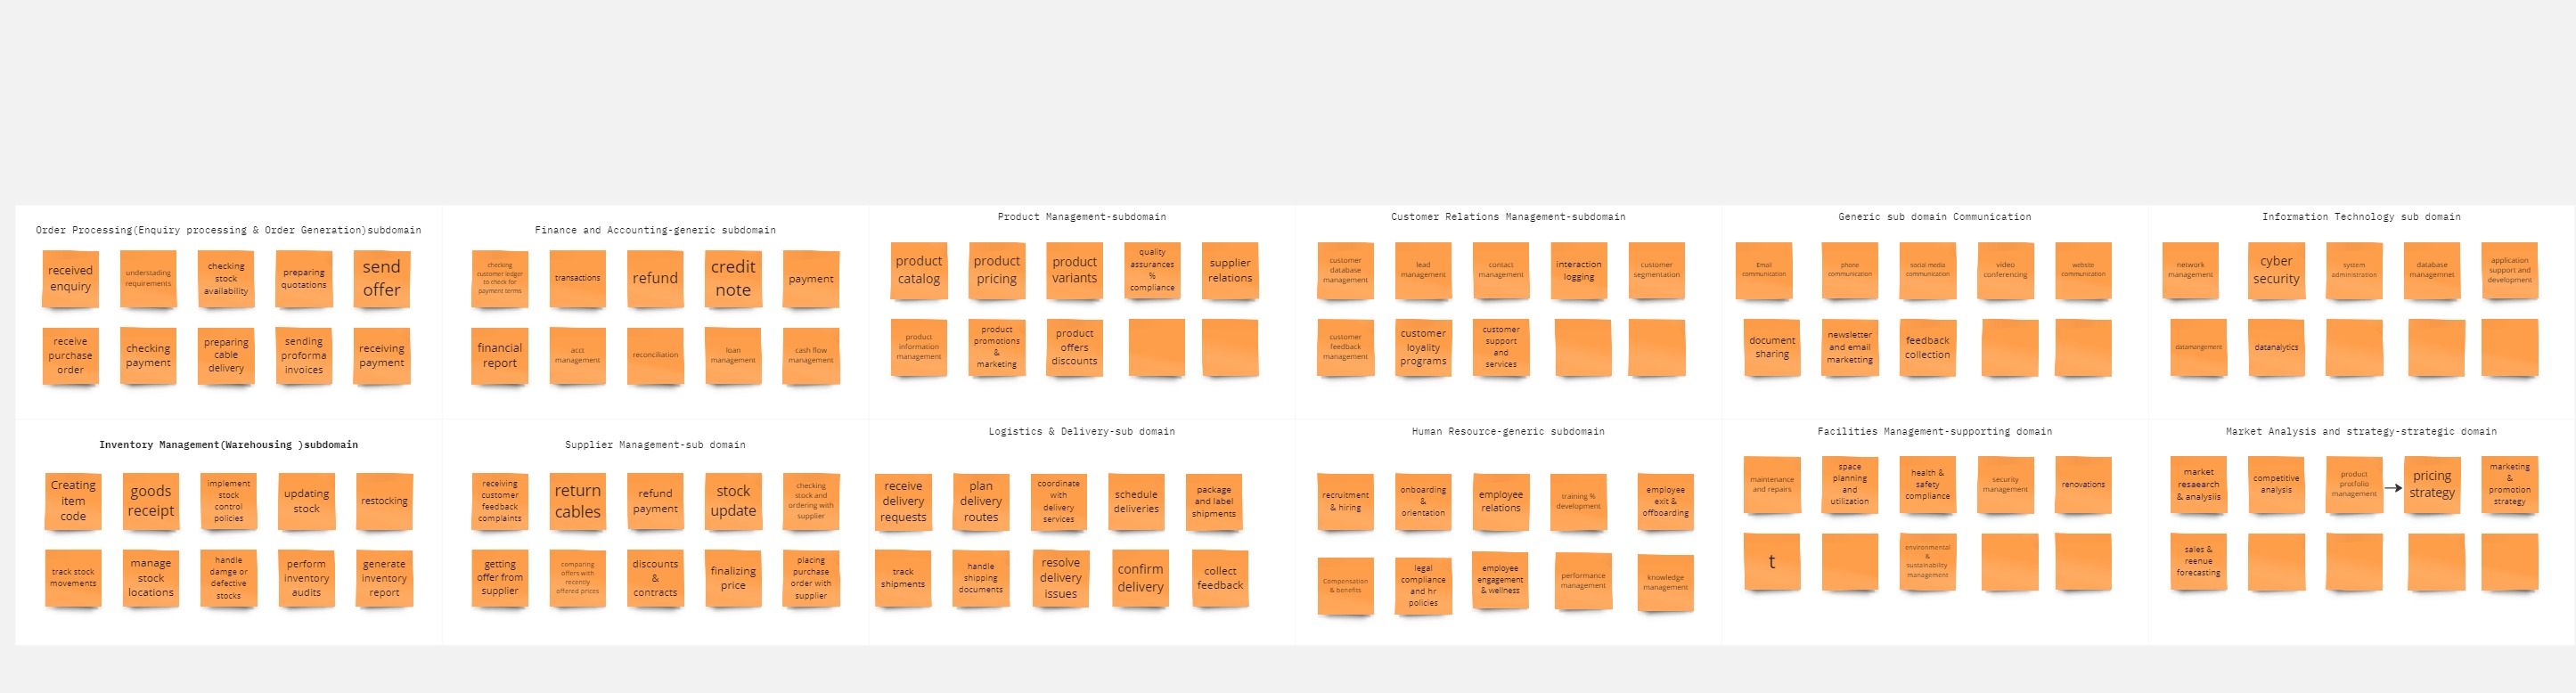 Order Processing(Enquiry processing & Order Generation)subdomain
received
enquiry
understading
requirements
checking
stock
availability
preparing
quotations
send
offer
receive
purchase
order
checking
payment
preparing
cable
delivery
sending
proforma
invoices
receiving
payment
Finance and Accounting-generic subdomain
checking
customer ledger
to check for
payment terms
transactions
refund
credit
note
payment
financial
report
acct
management
reconciliation
loan
management
cash flow
management
Product Management-subdomain
product
catalog
product
pricing
product
variants
quality
assurances
%
compliance
supplier
relations
product
information
management
product
promotions
&
marketing
product
offers
discounts
Customer Relations Management-subdomain
customer
database
management
lead
management
contact
management
interaction
logging
customer
segmentation
customer
feedback
management
customer
loyality
programs
customer
support
and
services
Generic sub domain Communication
Email
communication
phone
communication
social media
communication
video
conferencing
website
communication
document
sharing
newsletter
and email
marketting
feedback
collection
Information Technology sub domain
network
management
cyber
security
system
administration
database
managemnet
application
support and
development
datamangement
datanalytics
Inventory Management(Warehousing )subdomain
Creating
item
code
goods
receipt
implement
stock
control
policies
updating
stock
restocking
track stock
movements
manage
stock
locations
handle
damge or
defective
stocks
perform
inventory
audits
generate
inventory
report
Supplier Management-sub domain
receiving
customer
feedback
complaints
return
cables
refund
payment
stock
update
checking
stock and
ordering with
supplier
getting
offer from
supplier
comparing
offers with
recently
offered prices
discounts
&
contracts
finalizing
price
placing
purchase
order with
supplier
Logistics & Delivery-sub domain
receive
delivery
requests
plan
delivery
routes
coordinate
with
delivery
services
schedule
deliveries
package
and label
shipments
track
shipments
handle
shipping
documents
resolve
delivery
issues
confirm
delivery
collect
feedback
Human Resource-generic subdomain
recruitment
& hiring
onboarding
&
orientation
employee
relations
training %
development
employee
exit &
offboarding
Compensation
& benefits
legal
compliance
and hr
policies
employee
engagement
& wellness
performance
management
knowledge
management
Facilities Management-supporting domain
maintenance
and repairs
space
planning
and
utilization
health &
safety
compliance
security
management
renovations
t
environmental
&
sustainability
management
Market Analysis and strategy-strategic domain
market
resaearch
& analysiis
competitive
analysis
product
protfolio
management
pricing
strategy
marketing
&
promotion
strategy
sales &
reenue
forecasting